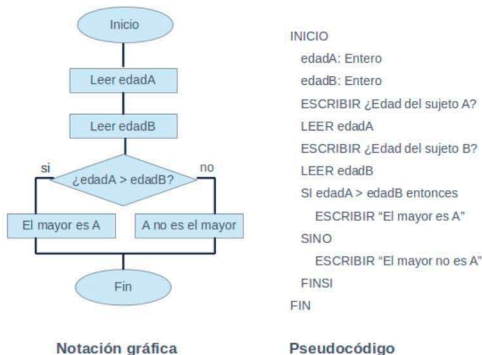 Inicio
Leer edadA
Leer edadB
si
¿edadA > edadB?
no
El mayor es A
A no es el mayor
Fin
Notación gráfica
INICIO
edadA: Entero
edadB: Entero
ESCRIBIR ¿Edad del sujeto A?
LEER edadA
ESCRIBIR ¿Edad del sujeto B?
LEER edadB
SI edadA > edadB entonces
ESCRIBIR “El mayor es A”
SINO
ESCRIBIR “El mayor no es A”
FINSI
FIN
Pseudocódigo